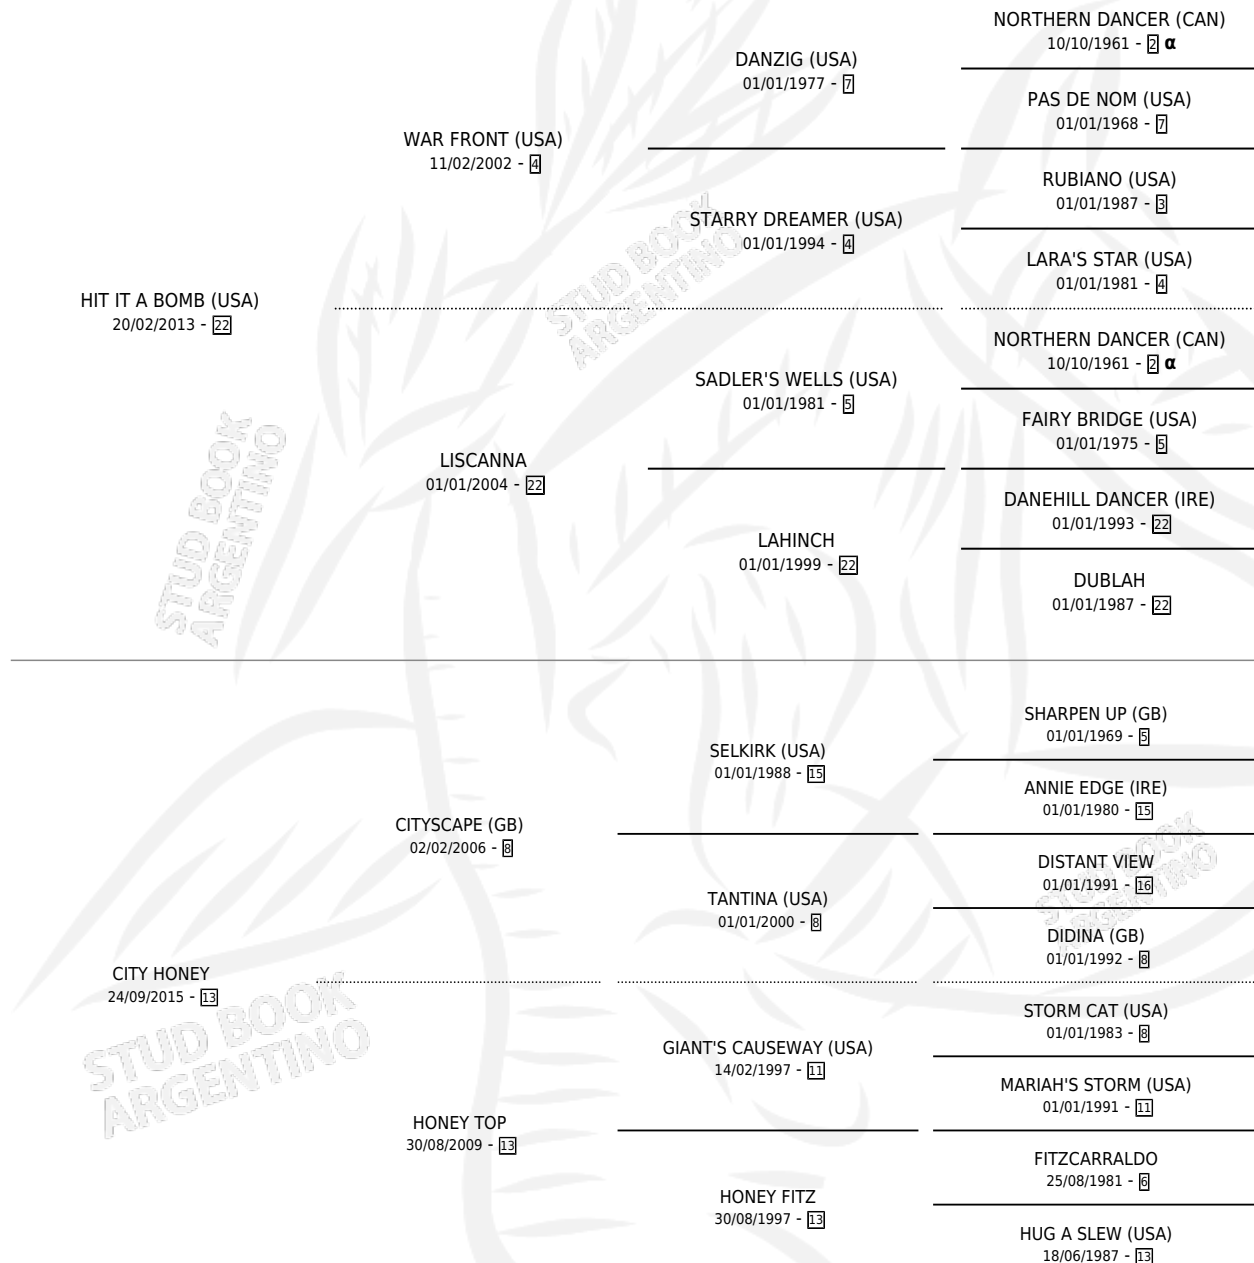 NORTHERN DANCER (CAN)
10/10/1961 - 2 α
DANZIG (USA)
01/01/1977 - 7
PAS DE NOM (USA)
01/01/1968 - 7
WAR FRONT (USA)
11/02/2002 - 4
RUBIANO (USA)
01/01/1987 - 3
STARRY DREAMER (USA)
01/01/1994 - 4
LARA'S STAR (USA)
01/01/1981 - 4
HIT IT A BOMB (USA)
20/02/2013 - 22
NORTHERN DANCER (CAN)
10/10/1961 - 2 α
SADLER'S WELLS (USA)
01/01/1981 - 5
FAIRY BRIDGE (USA)
01/01/1975 - 5
LISCANNA
01/01/2004 - 22
DANEHILL DANCER (IRE)
01/01/1993 - 22
LAHINCH
01/01/1999 - 22
DUBLAH
01/01/1987 - 22
SHARPEN UP (GB)
01/01/1969 - 5
SELKIRK (USA)
01/01/1988 - 15
ANNIE EDGE (IRE)
01/01/1980 - 15
CITYSCAPE (GB)
02/02/2006 - 8
DISTANT VIEW
01/01/1991 - 16
TANTINA (USA)
01/01/2000 - 8
DIDINA (GB)
01/01/1992 - 8
CITY HONEY
24/09/2015 - 13
STORM CAT (USA)
01/01/1983 - 8
GIANT'S CAUSEWAY (USA)
14/02/1997 - 11
MARIAH'S STORM (USA)
01/01/1991 - 11
HONEY TOP
30/08/2009 - 13
FITZCARRALDO
25/08/1981 - 6
HONEY FITZ
30/08/1997 - 13
HUG A SLEW (USA)
18/06/1987 - 13
STUD BOOK
ARGENTINO
STUD BOOK
ARGENTINO
STUD BOOK
ARGENTINO
STUD BOOK
ARGENTINO